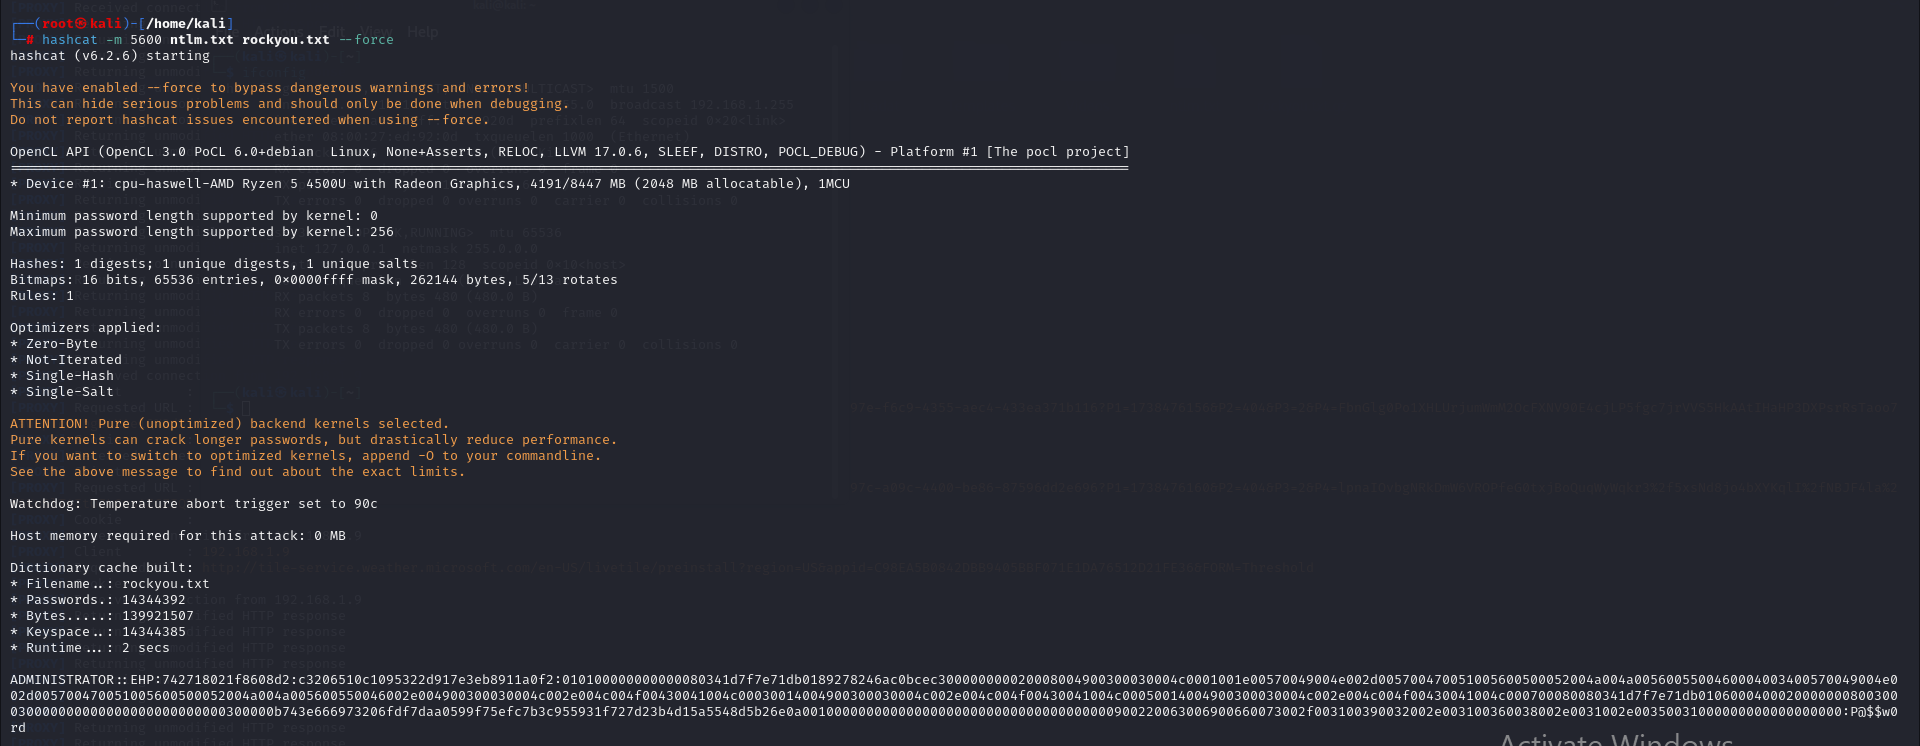 ┌──(root㉿kali)-[/home/kali]
└─# hashcat -m 5600 ntlm.txt rockyou.txt --force
hashcat (v6.2.6) starting
You have enabled --force to bypass dangerous warnings and errors!
This can hide serious problems and should only be done when debugging.
Do not report hashcat issues encountered when using --force.
OpenCL API (OpenCL 3.0 PoCL 6.0+debian  Linux, None+Asserts, RELOC, LLVM 17.0.6, SLEEF, DISTRO, POCL_DEBUG) - Platform #1 [The pocl project]
* Device #1: cpu-haswell-AMD Ryzen 5 4500U with Radeon Graphics, 4191/8447 MB (2048 MB allocatable), 1MCU
Minimum password length supported by kernel: 0
Maximum password length supported by kernel: 256
Hashes: 1 digests; 1 unique digests, 1 unique salts
Bitmaps: 16 bits, 65536 entries, 0x0000ffff mask, 262144 bytes, 5/13 rotates
Rules: 1
Optimizers applied:
* Zero-Byte
* Not-Iterated
* Single-Hash
* Single-Salt
ATTENTION! Pure (unoptimized) backend kernels selected.
Pure kernels can crack longer passwords, but drastically reduce performance.
If you want to switch to optimized kernels, append -O to your commandline.
See the above message to find out about the exact limits.
Watchdog: Temperature abort trigger set to 90c
Host memory required for this attack: 0 MB
Dictionary cache built:
* Filename..: rockyou.txt
* Passwords.: 14344392
* Bytes.....: 139921507
* Keyspace..: 14344385
* Runtime...: 2 secs
ADMINISTRATOR::EHP:742718021f8608d2:c3206510c1095322d917e3eb8911a0f2:
:P@$$w0
rd
Activate Windows